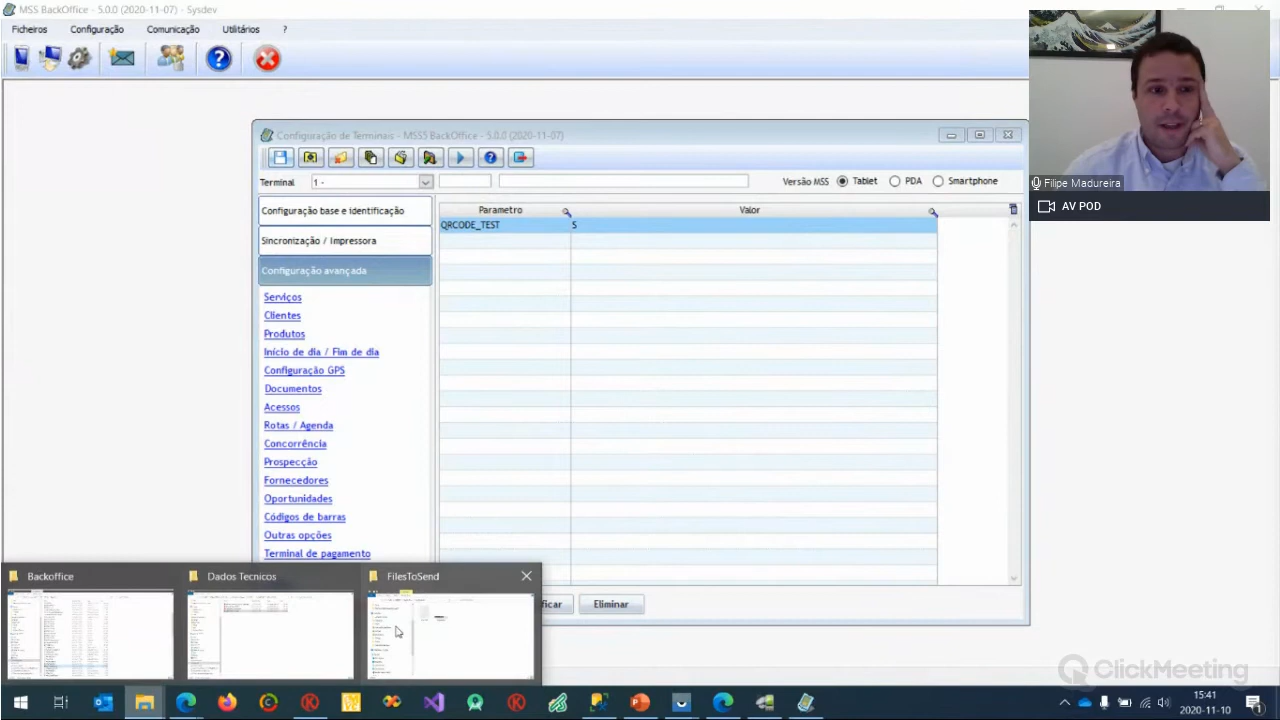 MSS BackOffice - 5.0.0 (2020-11-07) - Sysdev
Ficheiros Configuração Comunicação Utilitários ?
Filipe Madureira
AV POD
Configuração de Terminais - MSS5 BackOffice - 5.0.0 (2020-11-07)
Terminal 1 - Versão MSS Tablet PDA Smartphone
Configuração base e identificação
Sincronização / Impressora
Configuração avançada
Parametro Valor
QRCODE_TEST S
Serviços
Clientes
Produtos
Início de dia / Fim de dia
Configuração GPS
Documentos
Acessos
Rotas / Agenda
Concorrência
Prospecção
Fornecedores
Oportunidades
Códigos de barras
Outras opções
Terminal de pagamento
ificar Eliminar
Backoffice Dados Tecnicos FilesToSend
ClickMeeting
15:41
2020-11-10
1